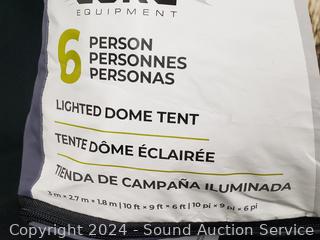 EQUIPMENT
6 PERSON
PERSONNES
PERSONAS
LIGHTED DOME TENT
TENTE DÔME ÉCLAIRÉE
TIENDA DE CAMPAÑA ILUMINADA
3 m × 2,7 m × 1,8 m | 10 ft × 9 ft × 6 ft | 10 pi × 9 pi × 6 pi
Copyright 2024 - Sound Auction Service